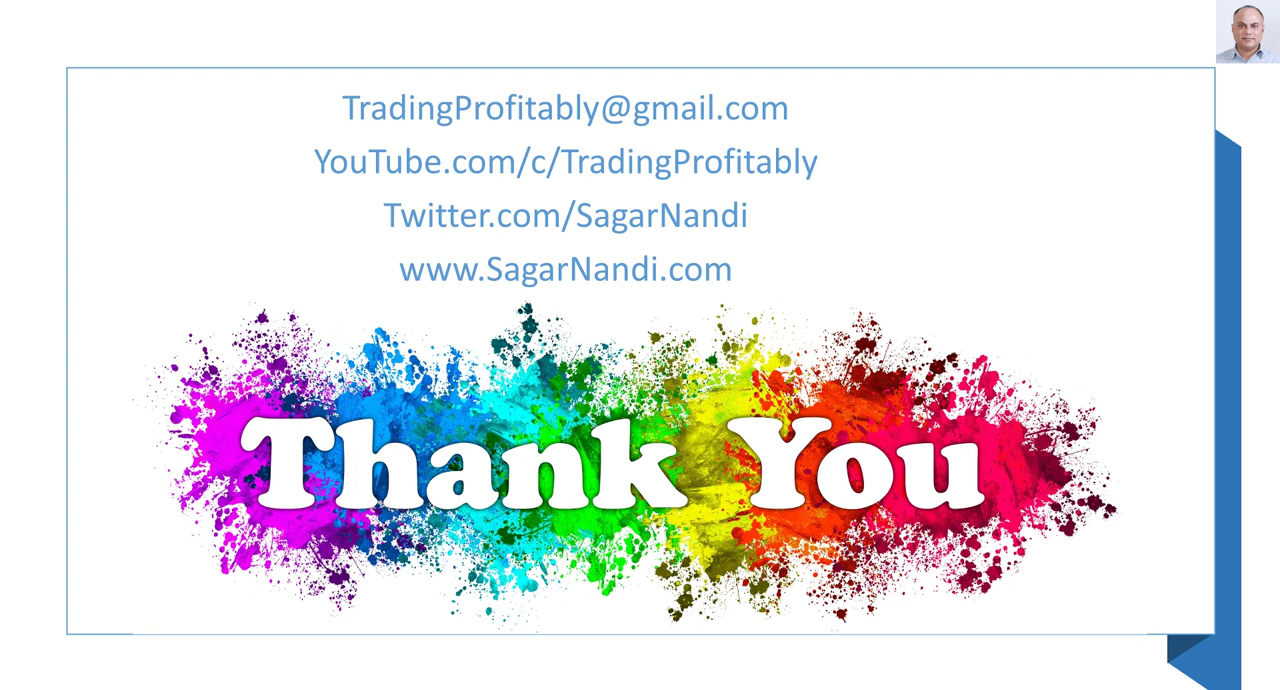 TradingProfitably@gmail.com
YouTube.com/c/TradingProfitably
Twitter.com/SagarNandi
www.SagarNandi.com
Thank You